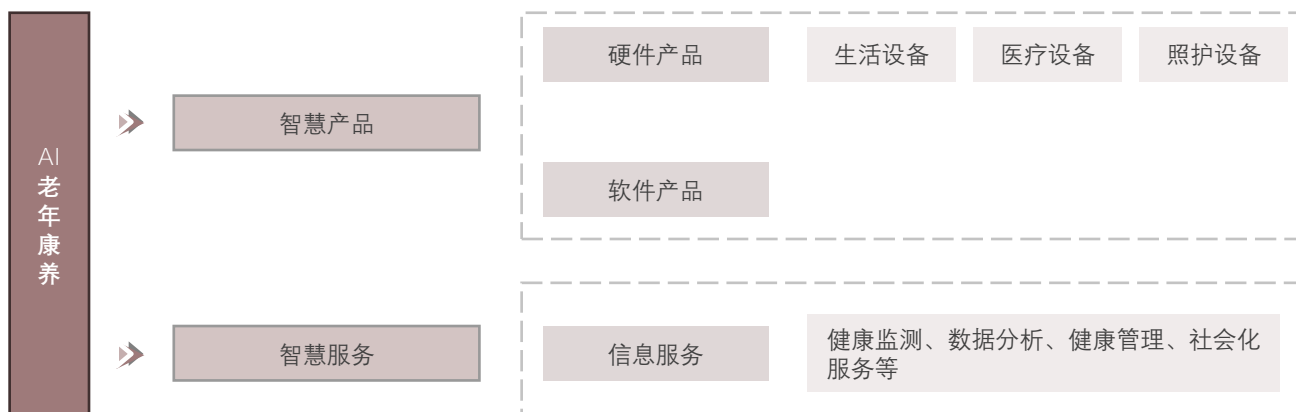 AI
老年康养
智慧产品
硬件产品
生活设备
医疗设备
照护设备
软件产品
智慧服务
信息服务
健康监测、数据分析、健康管理、社会化
服务等